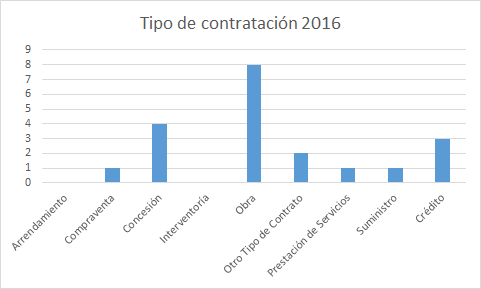 Tipo de contratación 2016
9
8
7
6
5
4
3
2
1
0
Arrendamiento
Compraventa
Concesión
Interventoría
Obra
Otro Tipo de Contrato
Prestación de Servicios
Suministro
Crédito